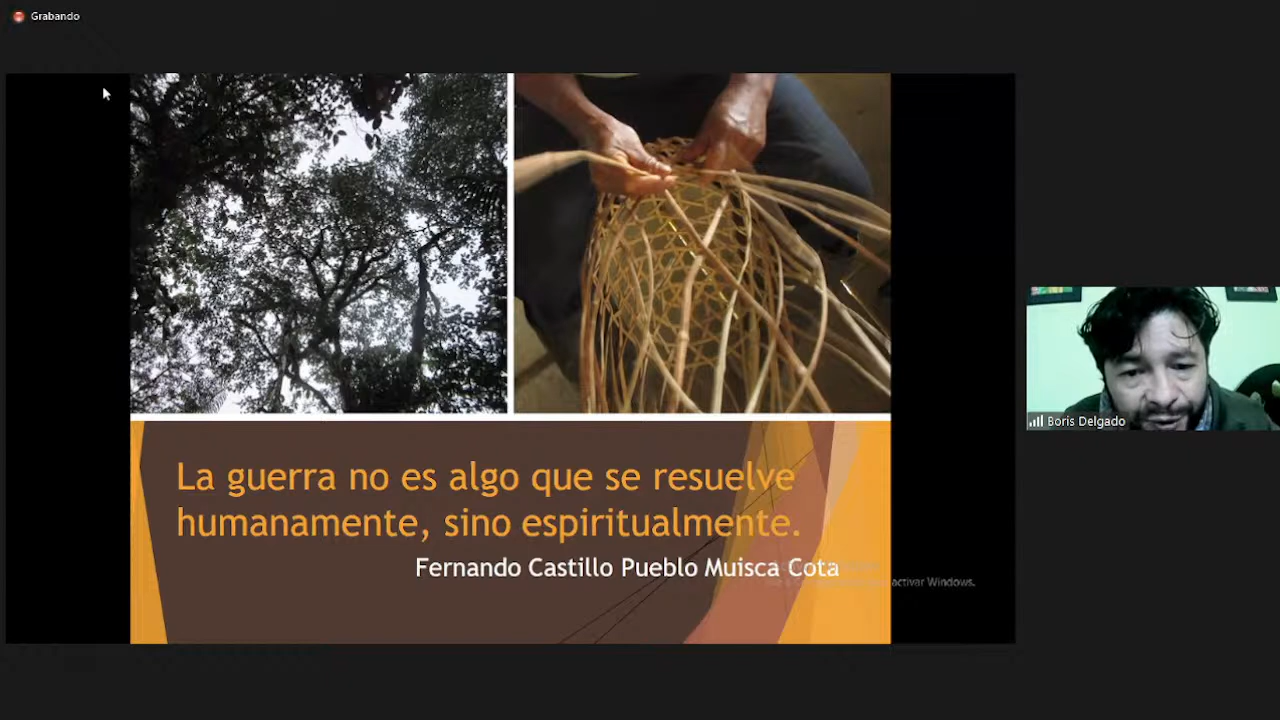 Grabando
La guerra no es algo que se resuelve
humanamente, sino espiritualmente.
Fernando Castillo Pueblo Muisca Cota
activar Windows.
Boris Delgado